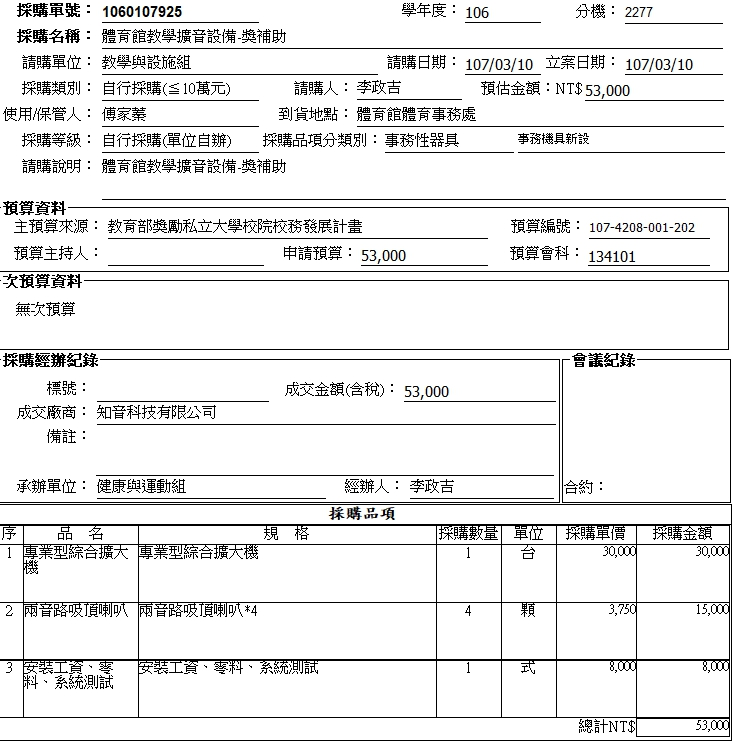 採購單號： 1060107925 學年度： 106 分機： 2277
採購名稱： 體育館教學擴音設備-獎補助
請購單位： 教學與設施組 請購日期： 107/03/10 立案日期： 107/03/10
採購類別： 自行採購(≦10萬元) 請購人： 李政吉 預估金額：NT$ 53,000
使用/保管人： 傅家蘂 到貨地點： 體育館體育事務處
採購等級： 自行採購(單位自辦) 採購品項分類別： 事務性器具 事務機具新設
請購說明： 體育館教學擴音設備-獎補助
預算資料
主預算來源： 教育部獎勵私立大學校院校務發展計畫 預算編號： 107-4208-001-202
預算主持人： 申請預算： 53,000 預算會科： 134101
次預算資料
無次預算
採購經辦紀錄 會議紀錄
標號： 成交金額(含稅)： 53,000
成交廠商： 知音科技有限公司
備註：
承辦單位： 健康與運動組 經辦人： 李政吉 合約：
採購品項
序 品 名 規 格 採購數量 單位 採購單價 採購金額
1 專業型綜合擴大 專業型綜合擴大機 1 台 30,000 30,000
機
2 兩音路吸頂喇叭 兩音路吸頂喇叭*4 4 顆 3,750 15,000
3 安裝工資、零 安裝工資、零料、系統測試 1 式 8,000 8,000
料、系統測試
總計NT$ 53,000